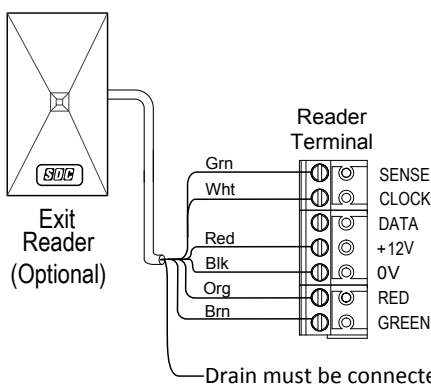 SDC
Exit
Reader
(Optional)
Reader
Terminal
Grn
Wht
Red
Blk
Org
Brn
SENSE
CLOCK
DATA
+12V
0V
RED
GREEN
Drain must be connecte